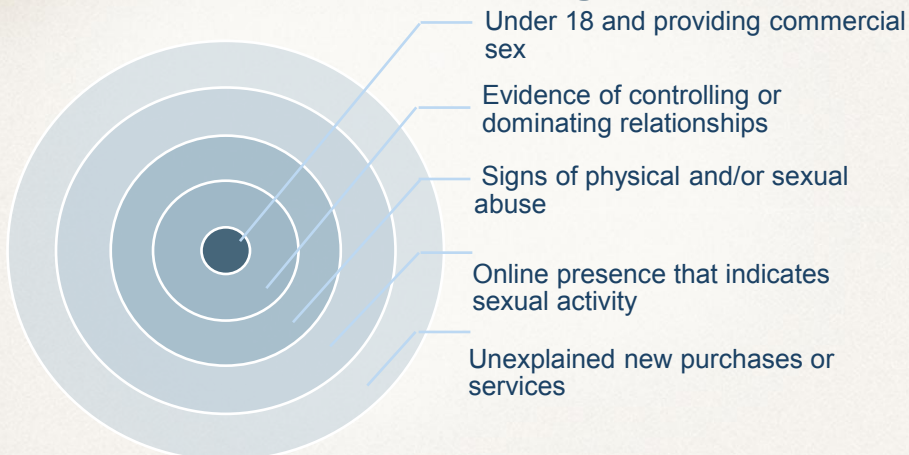 Under 18 and providing commercial
sex
Evidence of controlling or
dominating relationships
Signs of physical and/or sexual
abuse
Online presence that indicates
sexual activity
Unexplained new purchases or
services